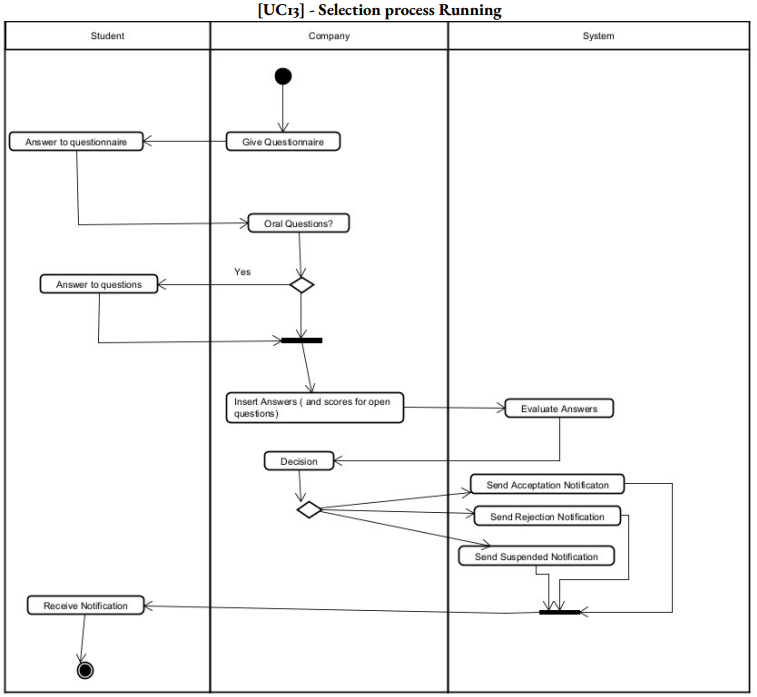 [UC13] - Selection process Running
Student
Company
System
Answer to questionnaire
Give Questionnaire
Oral Questions?
Yes
Answer to questions
Insert Answers ( and scores for open
questions)
Evaluate Answers
Decision
Send Acceptation Notificaton
Send Rejection Notification
Send Suspended Notification
Receive Notification